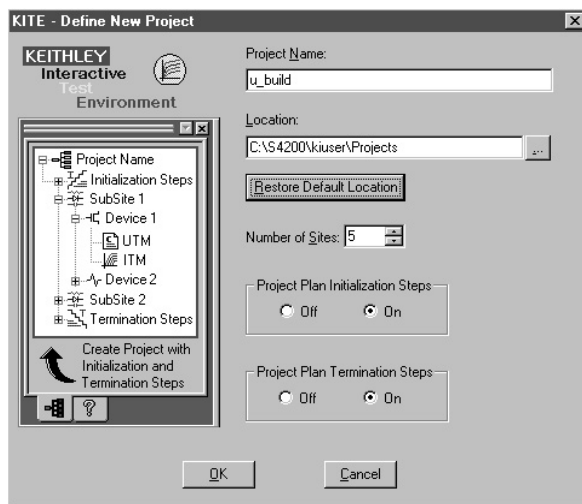 KITE - Define New Project
KEITHLEY
Interactive
Test
Environment
Project Name
Initialization Steps
SubSite 1
Device 1
UTM
ITM
Device 2
SubSite 2
Termination Steps
Create Project with
Initialization and
Termination Steps
Project Name:
u_build
Location:
C:\S4200\kiuser\Projects
...
Restore Default Location
Number of Sites: 5
Project Plan Initialization Steps
Off On
Project Plan Termination Steps
Off On
OK Cancel